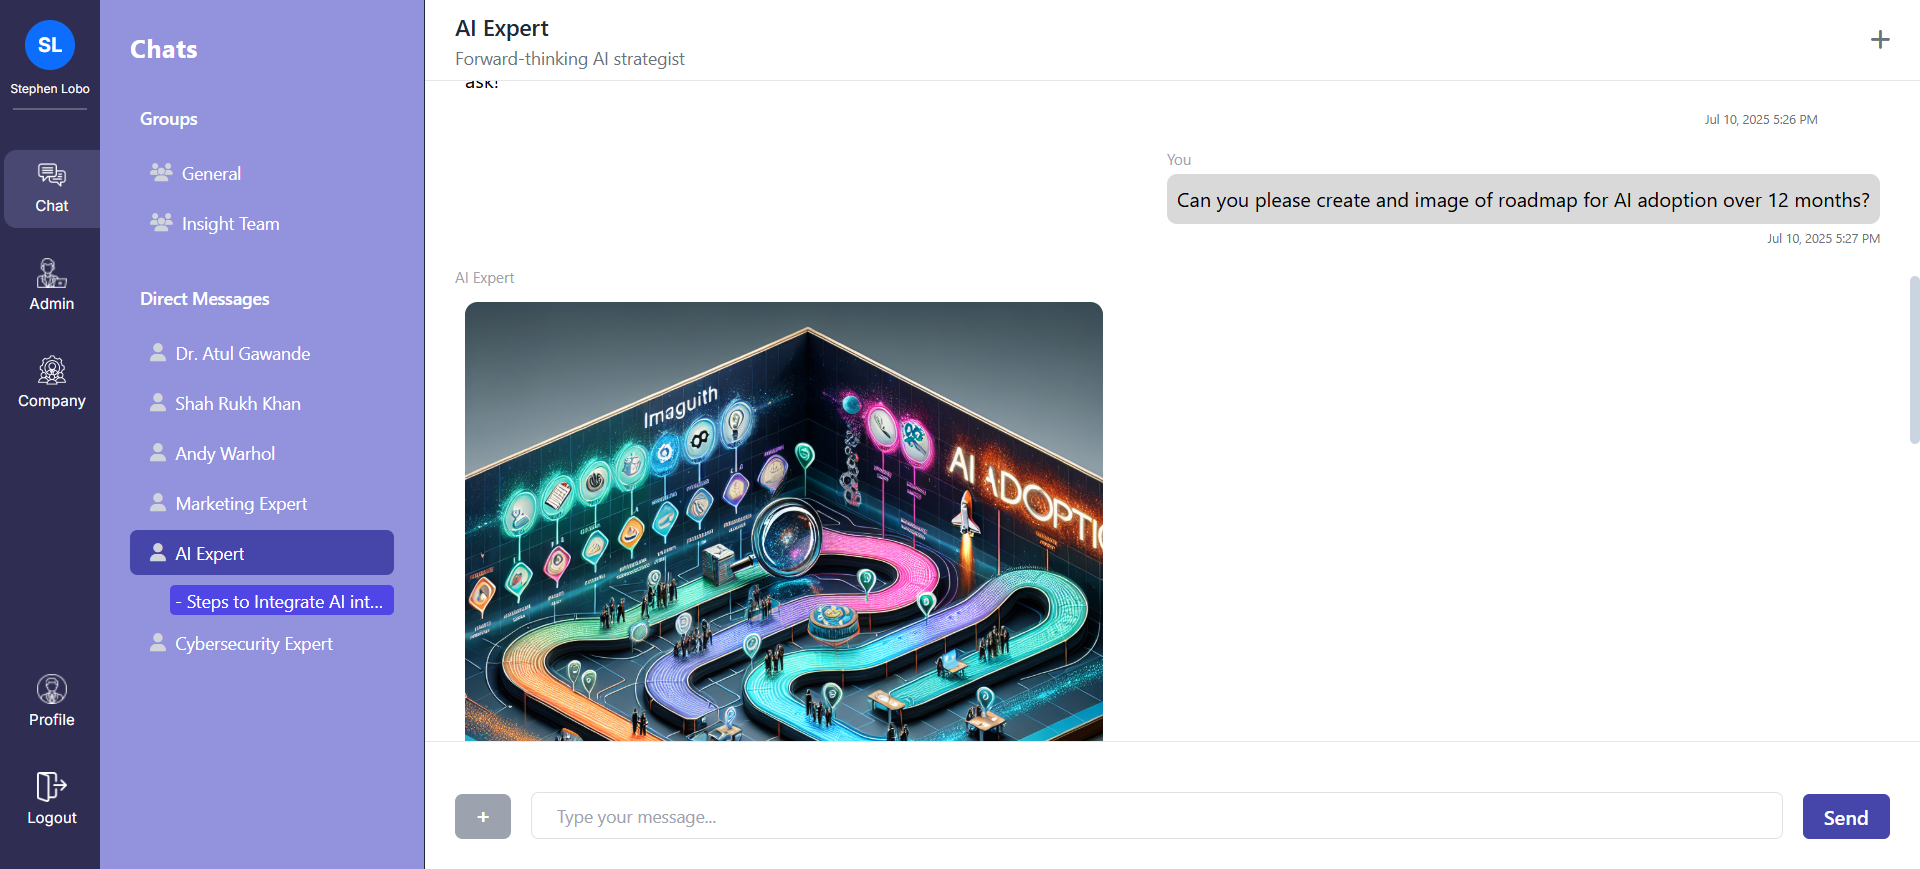 SL
Stephen Lobo
Chat
Admin
Company
Profile
Logout
Chats
Groups
General
Insight Team
Direct Messages
Dr. Atul Gawande
Shah Rukh Khan
Andy Warhol
Marketing Expert
AI Expert
- Steps to Integrate AI int...
Cybersecurity Expert
AI Expert
Forward-thinking AI strategist
ask!
Jul 10, 2025 5:26 PM
You
Can you please create and image of roadmap for AI adoption over 12 months?
Jul 10, 2025 5:27 PM
AI Expert
Imaguith
AI ADOPTIO
+
Type your message...
Send